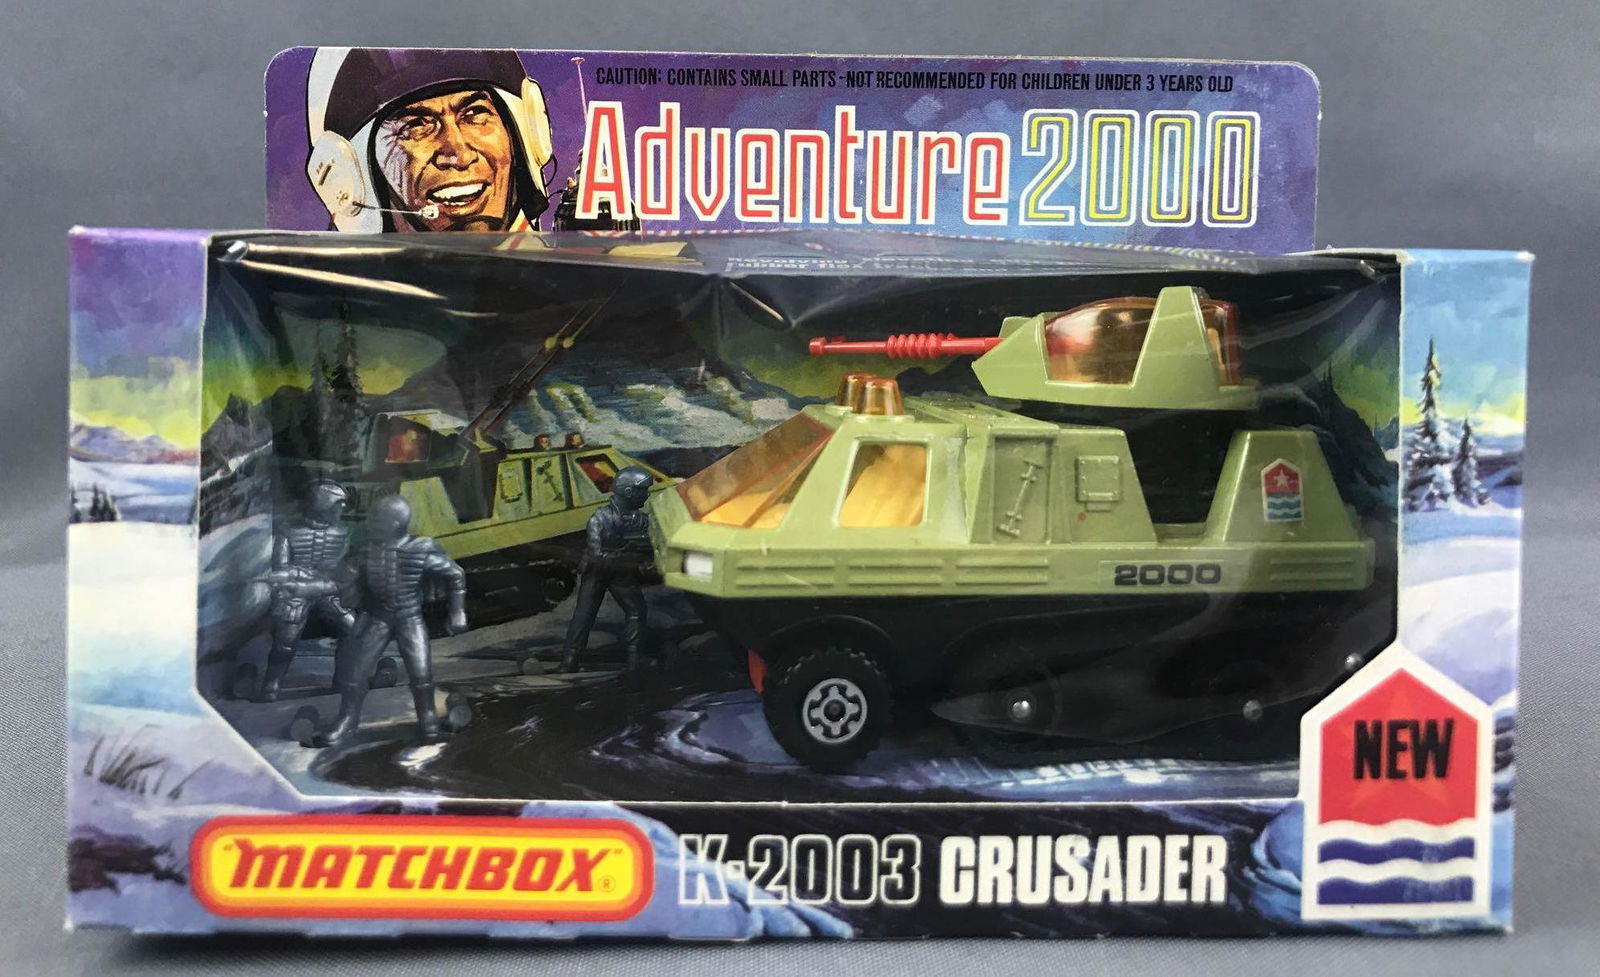 CAUTION: CONTAINS SMALL PARTS - NOT RECOMMENDED FOR CHILDREN UNDER 3 YEARS OLD
Adventure 2000
2000
NEW
"MATCHBOX"®
K-2003 CRUSADER